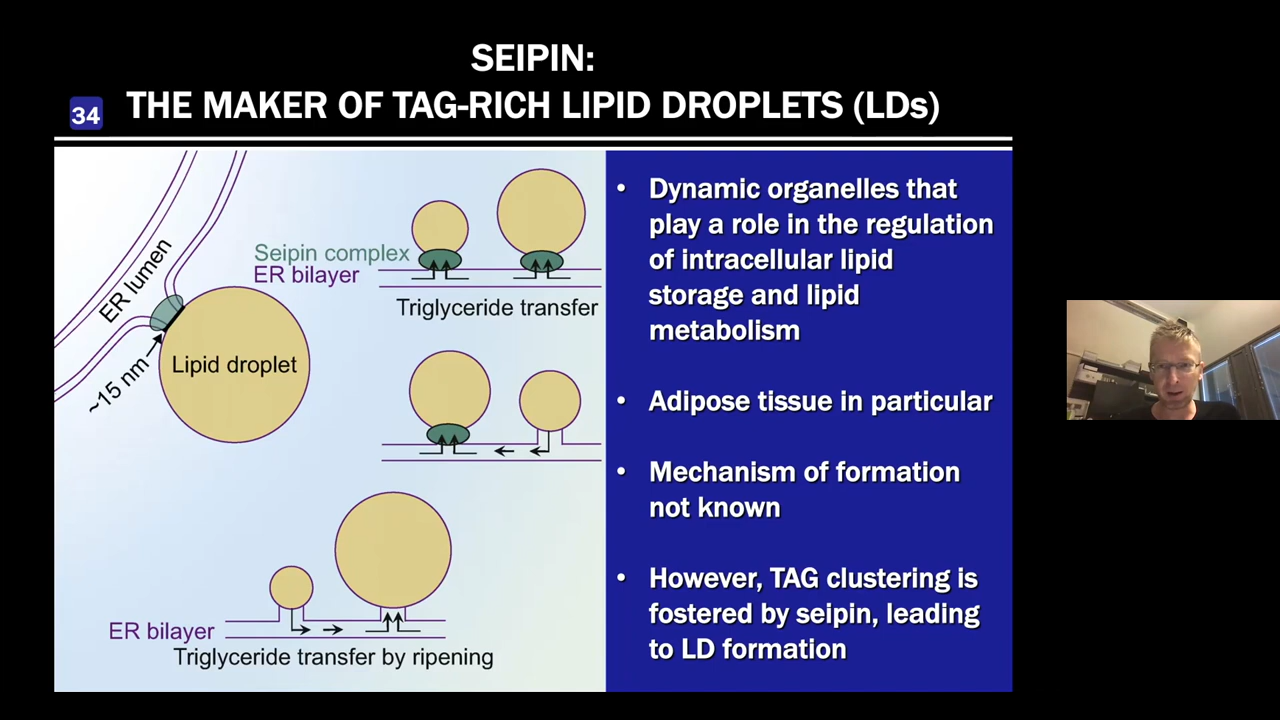 SEIPIN:
34 THE MAKER OF TAG-RICH LIPID DROPLETS (LDs)
ER lumen
~15 nm
Lipid droplet
Seipin complex
ER bilayer
Triglyceride transfer
ER bilayer
Triglyceride transfer by ripening
• Dynamic organelles that
play a role in the regulation
of intracellular lipid
storage and lipid
metabolism
• Adipose tissue in particular
• Mechanism of formation
not known
• However, TAG clustering is
fostered by seipin, leading
to LD formation